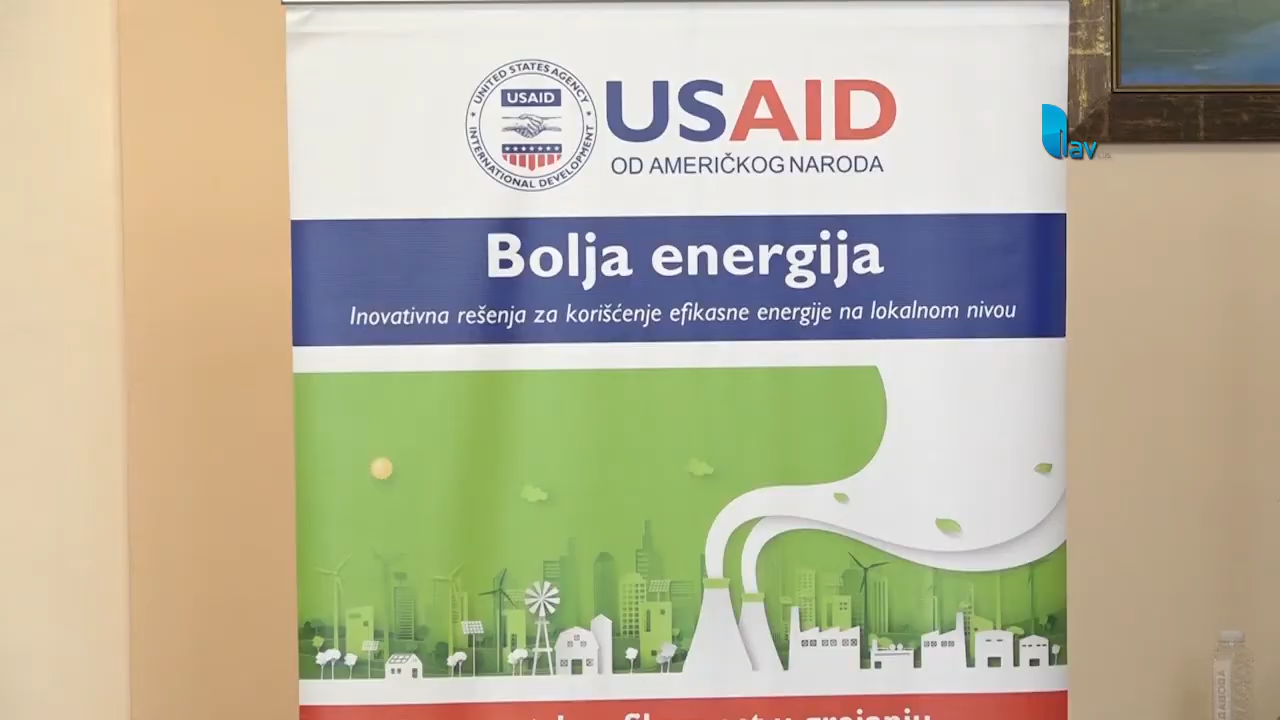 UNITED STATES AGENCY
USAID
INTERNATIONAL DEVELOPMENT
USAID
OD AMERIČKOG NARODA
lav
Bolja energija
Inovativna rešenja za korišćenje efikasne energije na lokalnom nivou